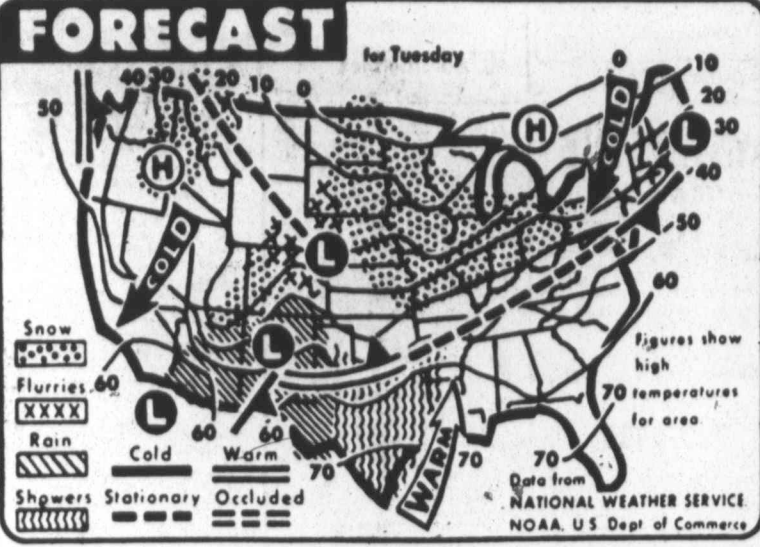 FORECAST
for Tuesday
50
40 30 20 10 0
0
10
20
30
40
50
60
H
H
L
L
L
L
COLD
COLD
WARM
Snow
Flurries
XXXX
Rain
Showers
60
60
60
70
70
70
70
Cold
Warm
Stationary
Occluded
Figures show
high
temperatures
for area
Data from
NATIONAL WEATHER SERVICE
NOAA, U S Dept of Commerce